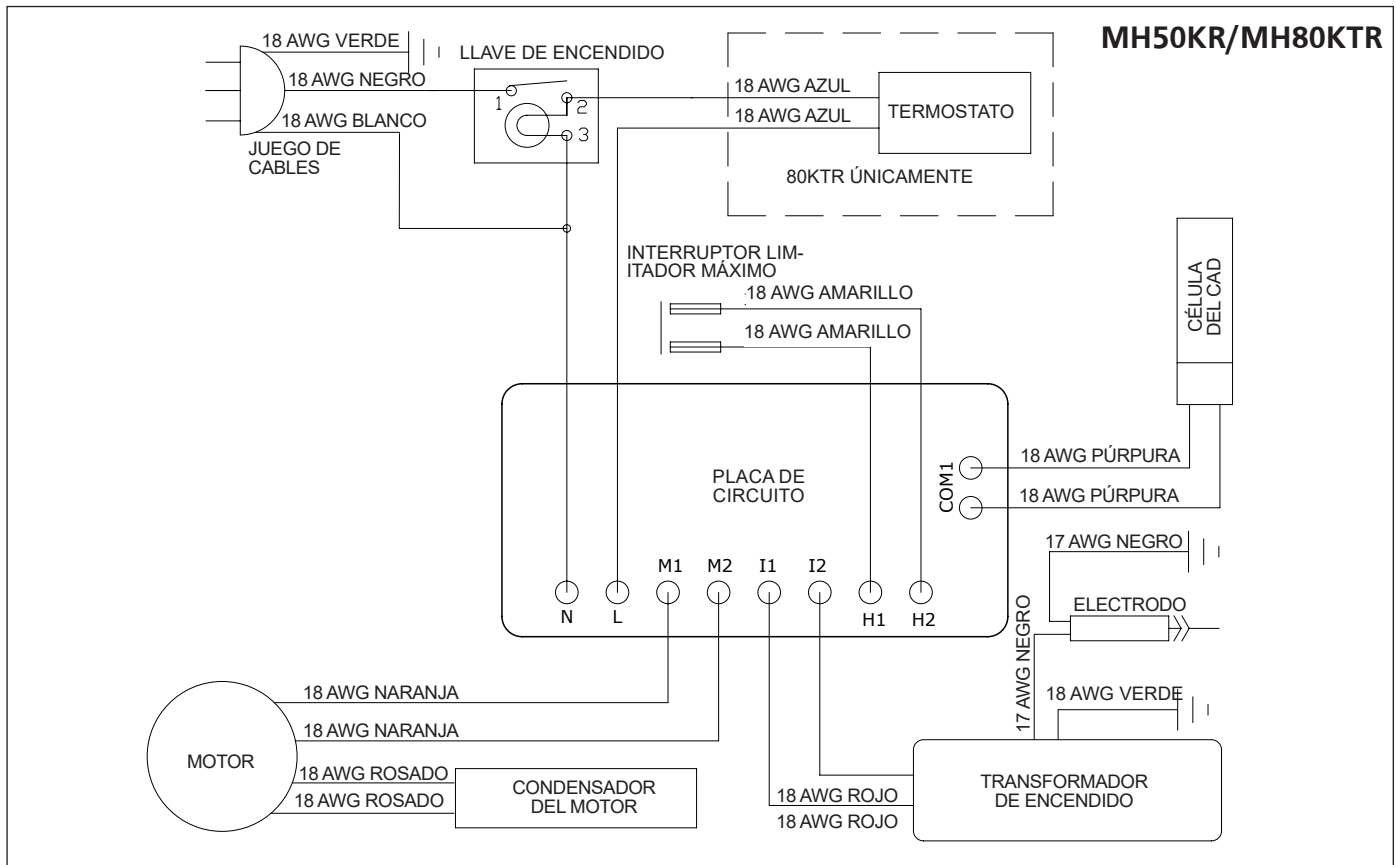 MH50KR/MH80KTR
18 AWG VERDE
18 AWG NEGRO
18 AWG BLANCO
JUEGO DE
CABLES
LLAVE DE ENCENDIDO
1
2
3
18 AWG AZUL
18 AWG AZUL
TERMOSTATO
80KTR ÚNICAMENTE
INTERRUPTOR LIM-
ITADOR MÁXIMO
18 AWG AMARILLO
18 AWG AMARILLO
CÉLULA
DEL CAD
PLACA DE
CIRCUITO
COM1
18 AWG PÚRPURA
18 AWG PÚRPURA
M1
M2
I1
I2
N
L
H1
H2
17 AWG NEGRO
ELECTRODO
17 AWG NEGRO
18 AWG VERDE
MOTOR
18 AWG NARANJA
18 AWG NARANJA
18 AWG ROSADO
18 AWG ROSADO
CONDENSADOR
DEL MOTOR
18 AWG ROJO
18 AWG ROJO
TRANSFORMADOR
DE ENCENDIDO